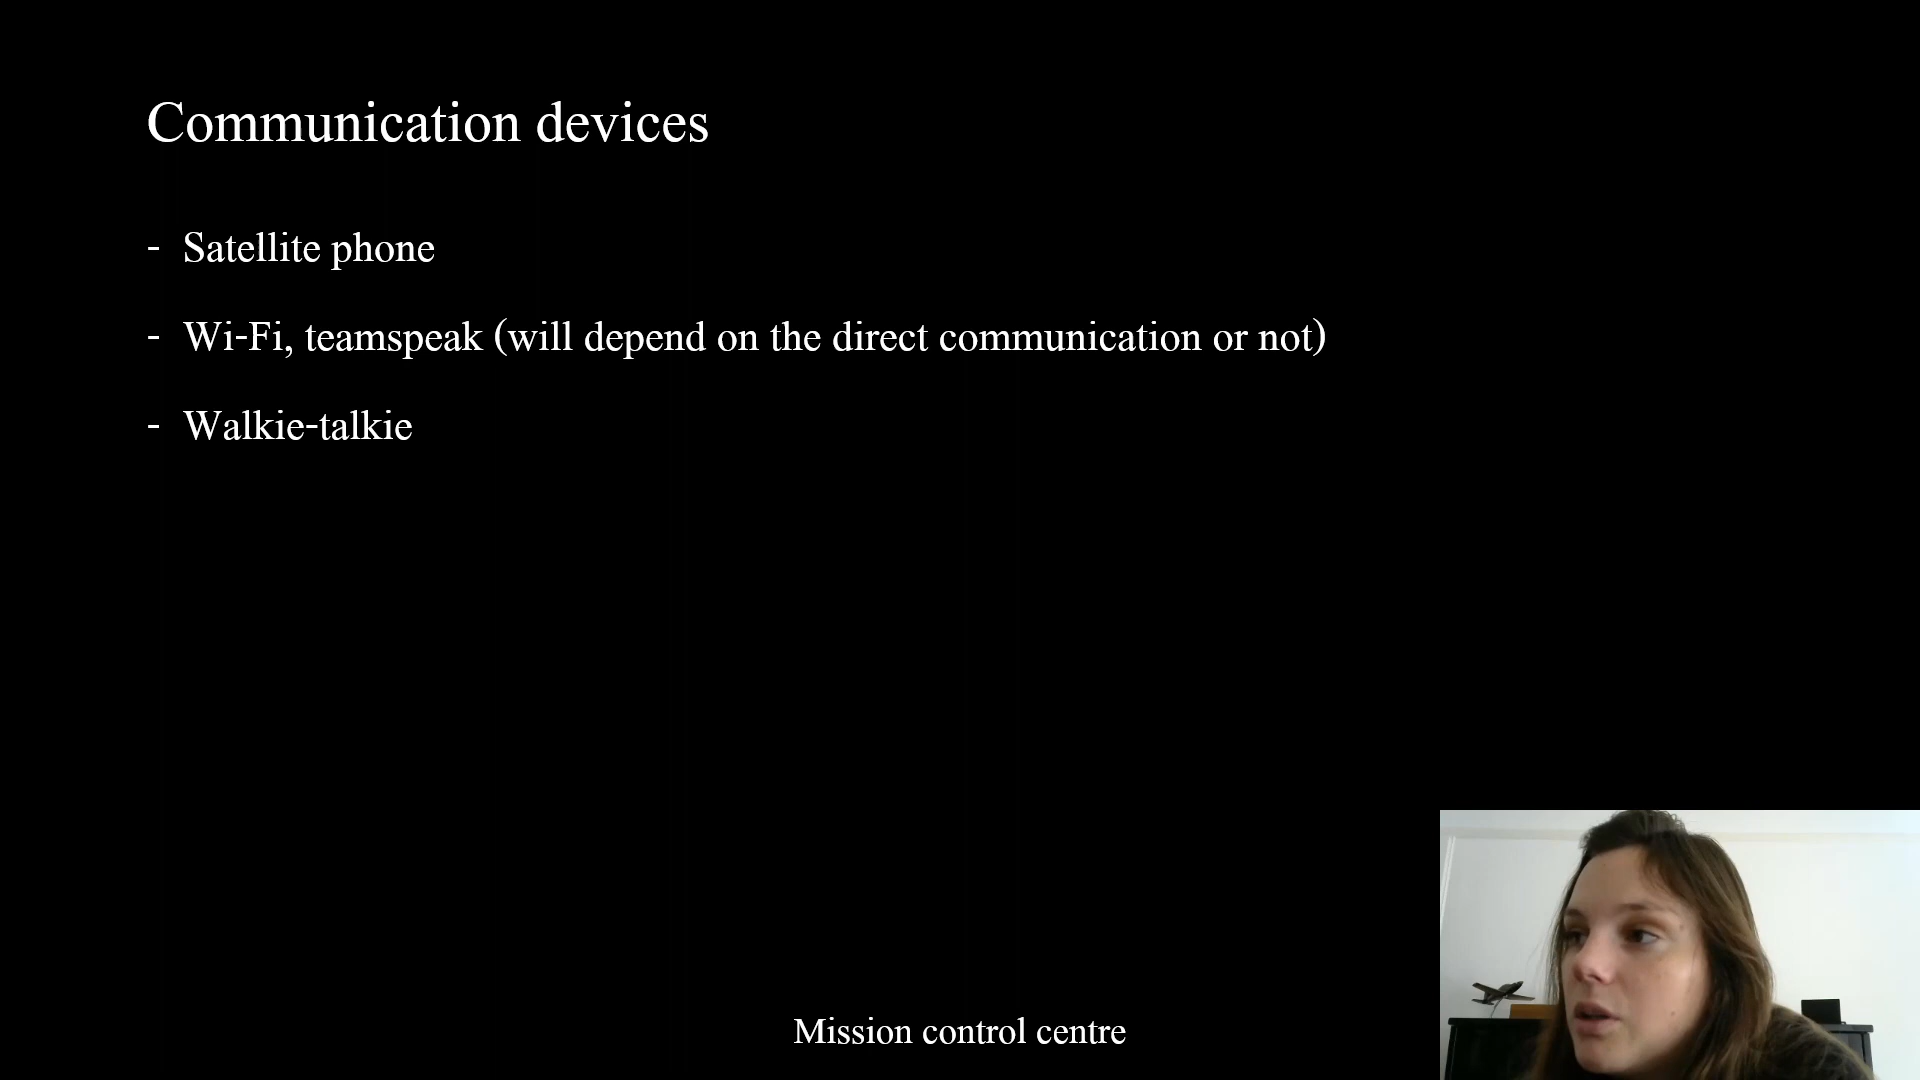 Communication devices
- Satellite phone
- Wi-Fi, teamspeak (will depend on the direct communication or not)
- Walkie-talkie
Mission control centre